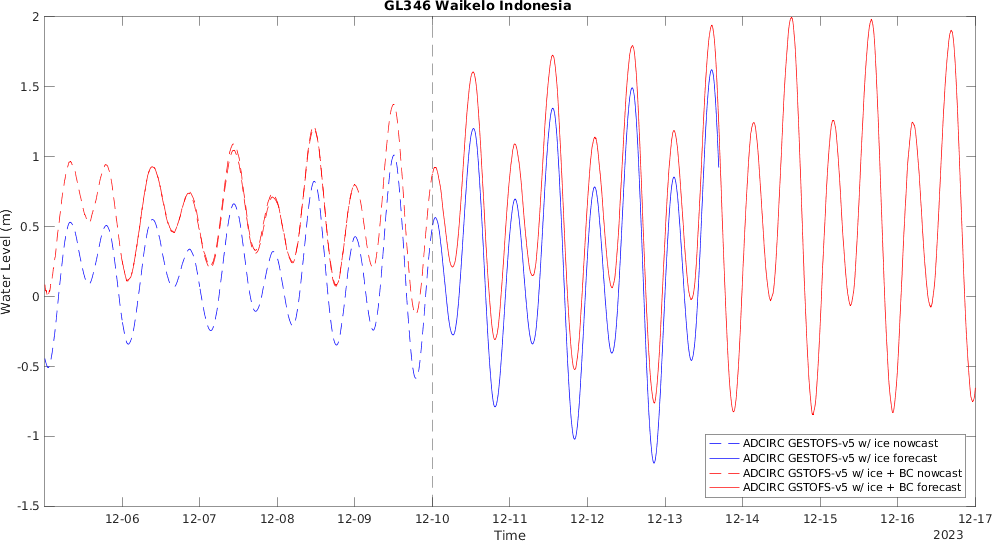 GL346 Waikelo Indonesia
Water Level (m)
2
1.5
1
0.5
0
-0.5
-1
-1.5
ADCIRC GESTOFS-v5 w/ ice nowcast
ADCIRC GESTOFS-v5 w/ ice forecast
ADCIRC GSTOFS-v5 w/ ice + BC nowcast
ADCIRC GSTOFS-v5 w/ ice + BC forecast
12-06 12-07 12-08 12-09 12-10 12-11 12-12 12-13 12-14 12-15 12-16 12-17
Time
2023